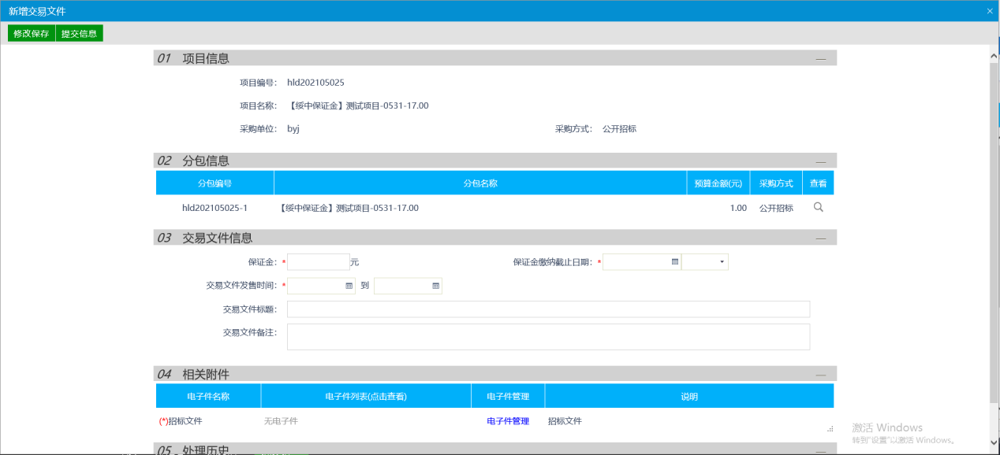 新增交易文件
修改保存 提交信息
01 项目信息
项目编号： hld202105025
项目名称： 【绥中保证金】测试项目-0531-17.00
采购单位： byj 采购方式： 公开招标
02 分包信息
分包编号 分包名称 预算金额(元) 采购方式 查看
hld202105025-1 【绥中保证金】测试项目-0531-17.00 1.00 公开招标
03 交易文件信息
保证金：* 元 保证金缴纳截止日期：*
交易文件发售时间：* 到
交易文件标题：
交易文件备注：
04 相关附件
电子件名称 电子件列表(点击查看) 电子件管理 说明
(*)招标文件 无电子件 电子件管理 招标文件
激活 Windows
转到"设置"以激活 Windows。
05 处理历史